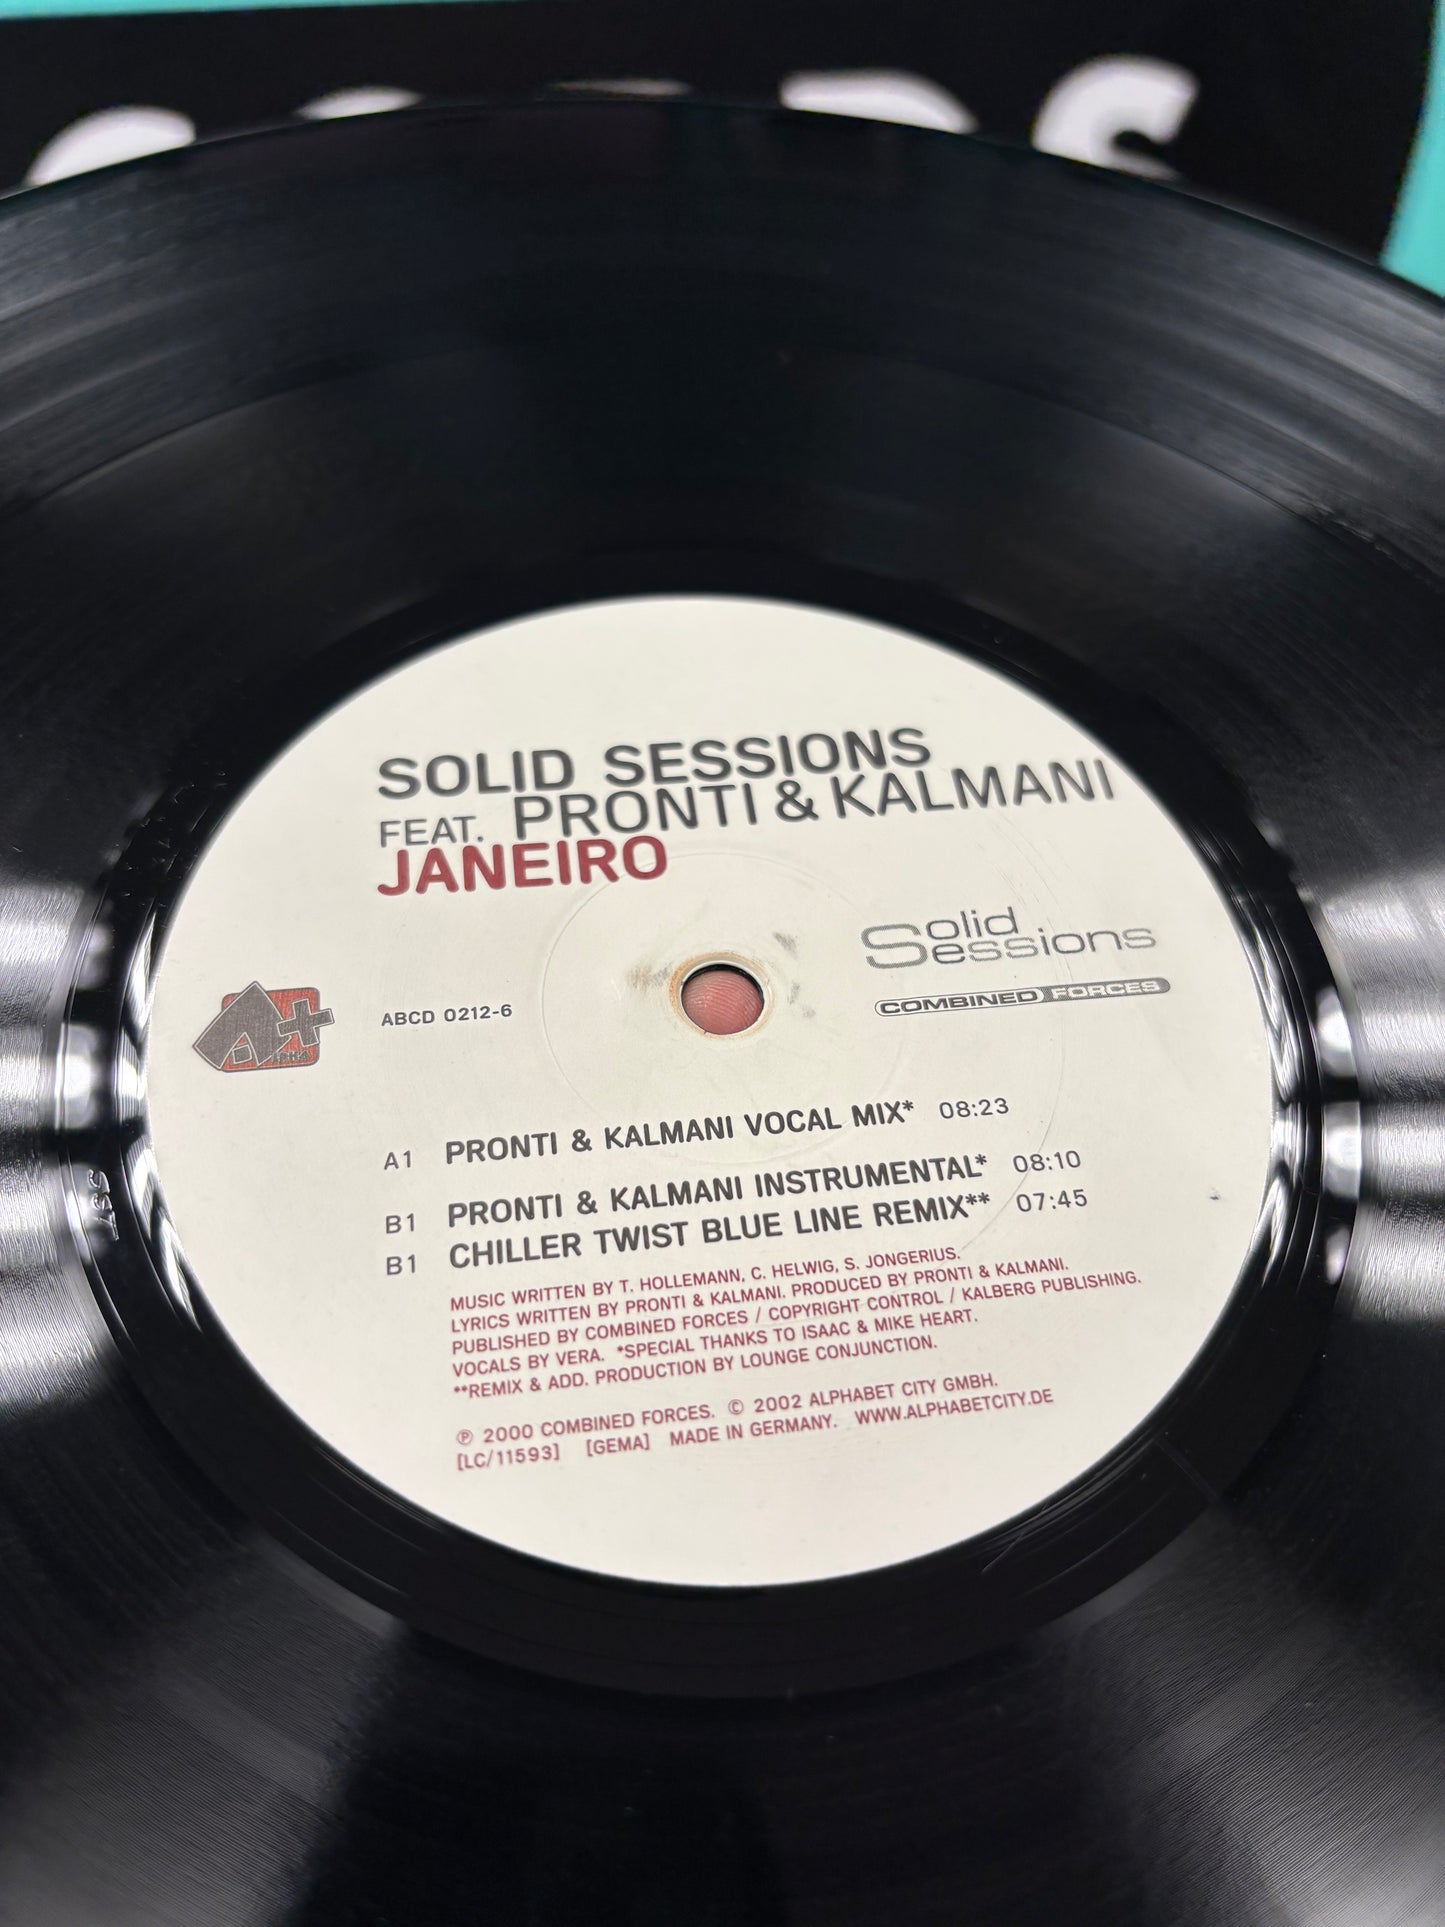 SOLID SESSIONS
FEAT. PRONTI & KALMANI
JANEIRO
Solid
Sessions
COMBINED FORCES
ABCD 0212-6
A1 PRONTI & KALMANI VOCAL MIX* 08:23
B1 PRONTI & KALMANI INSTRUMENTAL* 08:10
B1 CHILLER TWIST BLUE LINE REMIX** 07:45
MUSIC WRITTEN BY T. HOLLEMANN, C. HELWIG, S. JONGERIUS.
LYRICS WRITTEN BY PRONTI & KALMANI. PRODUCED BY PRONTI & KALMANI.
PUBLISHED BY COMBINED FORCES / COPYRIGHT CONTROL / KALBERG PUBLISHING.
VOCALS BY VERA. *SPECIAL THANKS TO ISAAC & MIKE HEART.
**REMIX & ADD. PRODUCTION BY LOUNGE CONJUNCTION.
℗ 2000 COMBINED FORCES. © 2002 ALPHABET CITY GMBH.
[LC/11593] [GEMA] MADE IN GERMANY. WWW.ALPHABETCITY.DE
SST